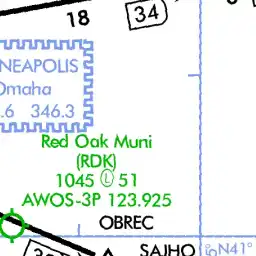 18
34
NEAPOLIS
Omaha
.6 346.3
Red Oak Muni
(RDK)
1045 Ⓛ 51
AWOS-3P 123.925
OBREC
SAJHO
N41°